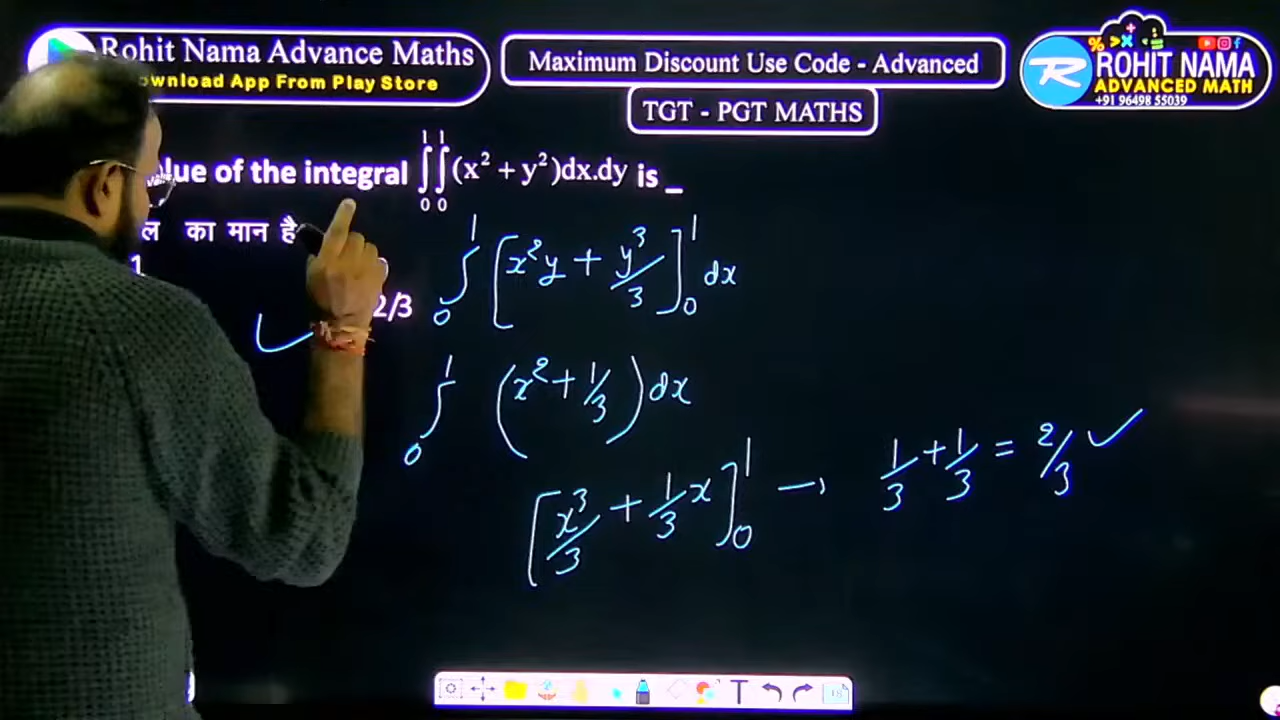 Rohit Nama Advance Maths
ownload App From Play Store
Maximum Discount Use Code - Advanced
TGT - PGT MATHS
ROHIT NAMA
ADVANCED MATH
+91 96498 55039
lue of the integral ∫₀¹∫₀¹(x² + y²)dx.dy is _
ल का मान है
1
2/3
∫₀¹ [x²y + y³/3]₀¹ dx
∫₀¹ (x² + 1/3) dx
[x³/3 + 1/3 x]₀¹ → 1/3 + 1/3 = 2/3 ✓
T